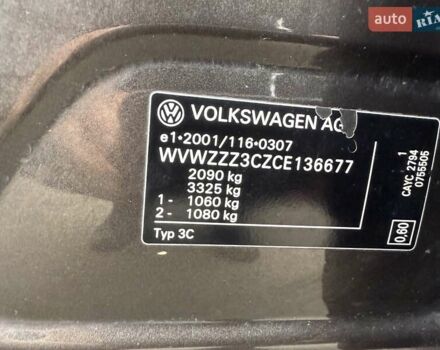 auto RIA
VOLKSWAGEN AG
e1*2001/116*0307
WVWZZZ3CZCE136677
2090 kg
3325 kg
1 - 1060 kg
2 - 1080 kg
Typ 3C
1
CAYC 2794
0755505
0,60